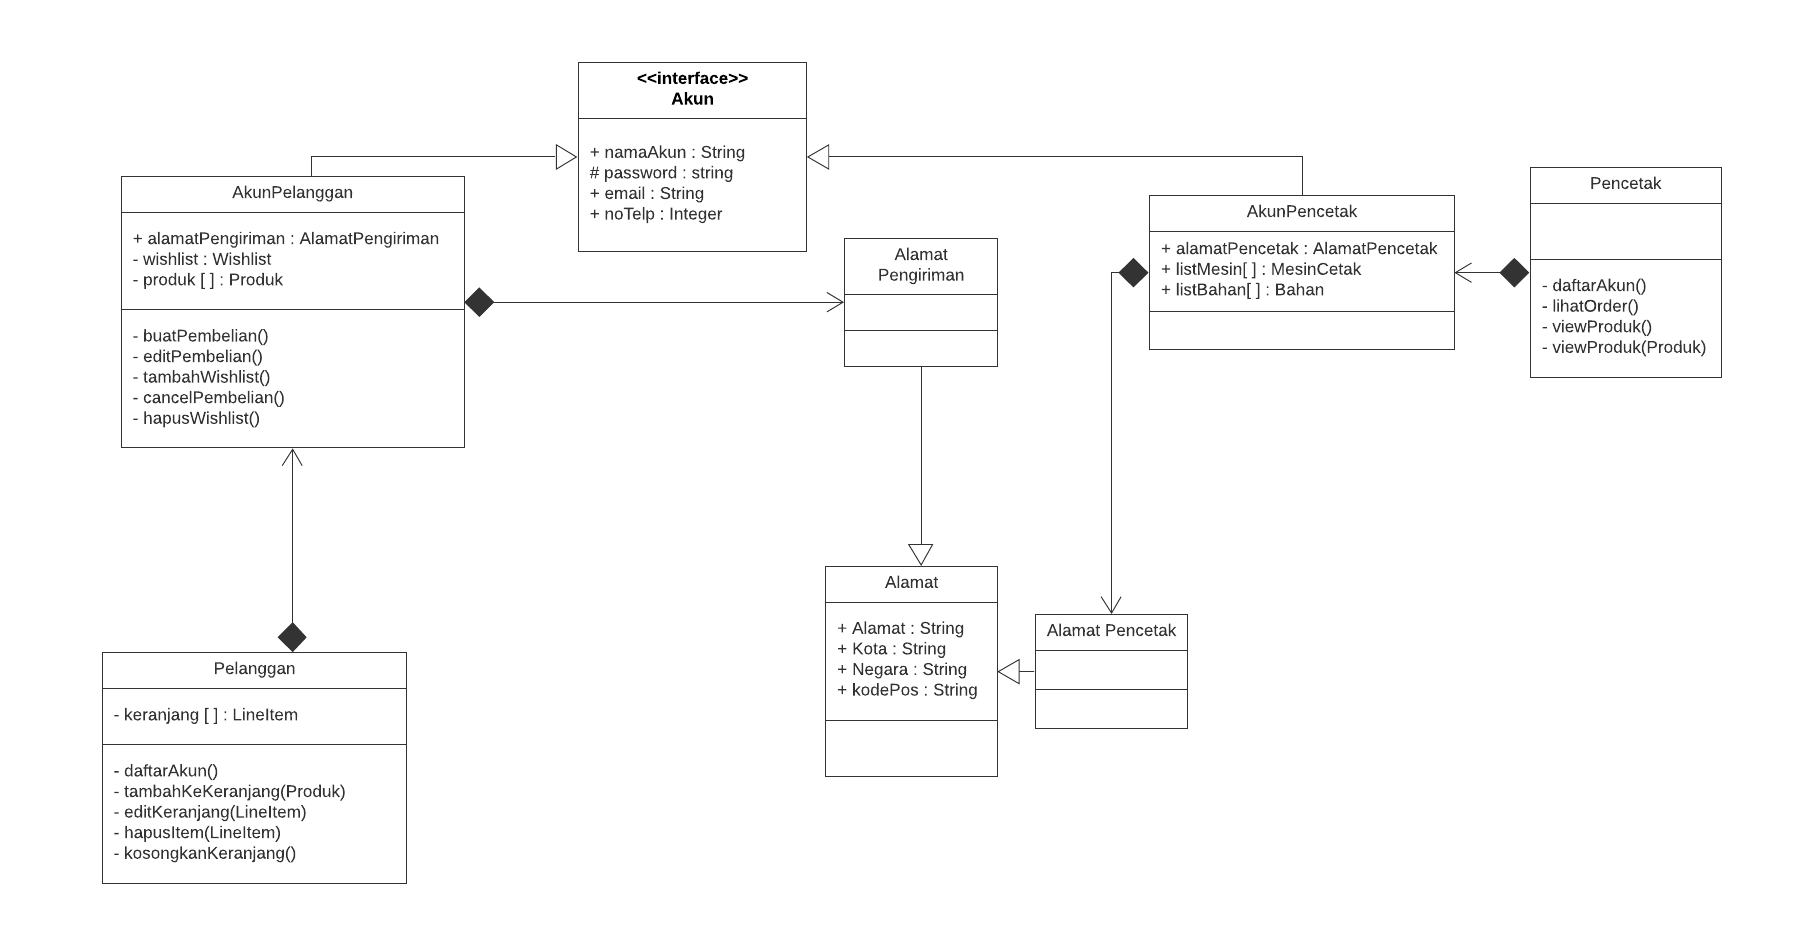 <<interface>>
Akun
+ namaAkun : String
# password : string
+ email : String
+ noTelp : Integer
AkunPelanggan
+ alamatPengiriman : AlamatPengiriman
- wishlist : Wishlist
- produk [ ] : Produk
- buatPembelian()
- editPembelian()
- tambahWishlist()
- cancelPembelian()
- hapusWishlist()
Alamat
Pengiriman
AkunPencetak
+ alamatPencetak : AlamatPencetak
+ listMesin[ ] : MesinCetak
+ listBahan[ ] : Bahan
Pencetak
- daftarAkun()
- lihatOrder()
- viewProduk()
- viewProduk(Produk)
Pelanggan
- keranjang [ ] : LineItem
- daftarAkun()
- tambahKeKeranjang(Produk)
- editKeranjang(LineItem)
- hapusItem(LineItem)
- kosongkanKeranjang()
Alamat
+ Alamat : String
+ Kota : String
+ Negara : String
+ kodePos : String
Alamat Pencetak